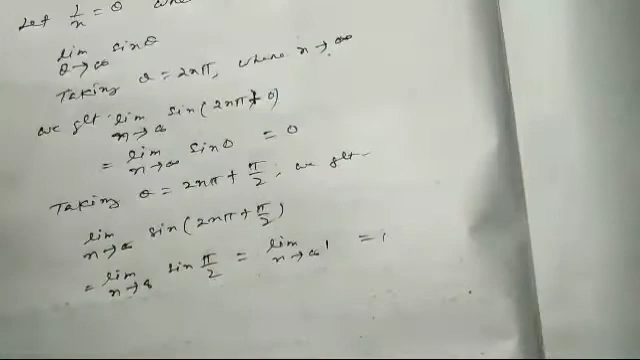 Let 1/x = θ
lim θ→∞ sinθ
Taking θ = 2nπ, where n→∞
we get lim n→∞ sin(2nπ+0)
= lim n→∞ sin0 = 0
Taking θ = 2nπ + π/2, we get
lim n→∞ sin(2nπ + π/2)
= lim n→∞ sin π/2 = lim n→∞ 1 = 1